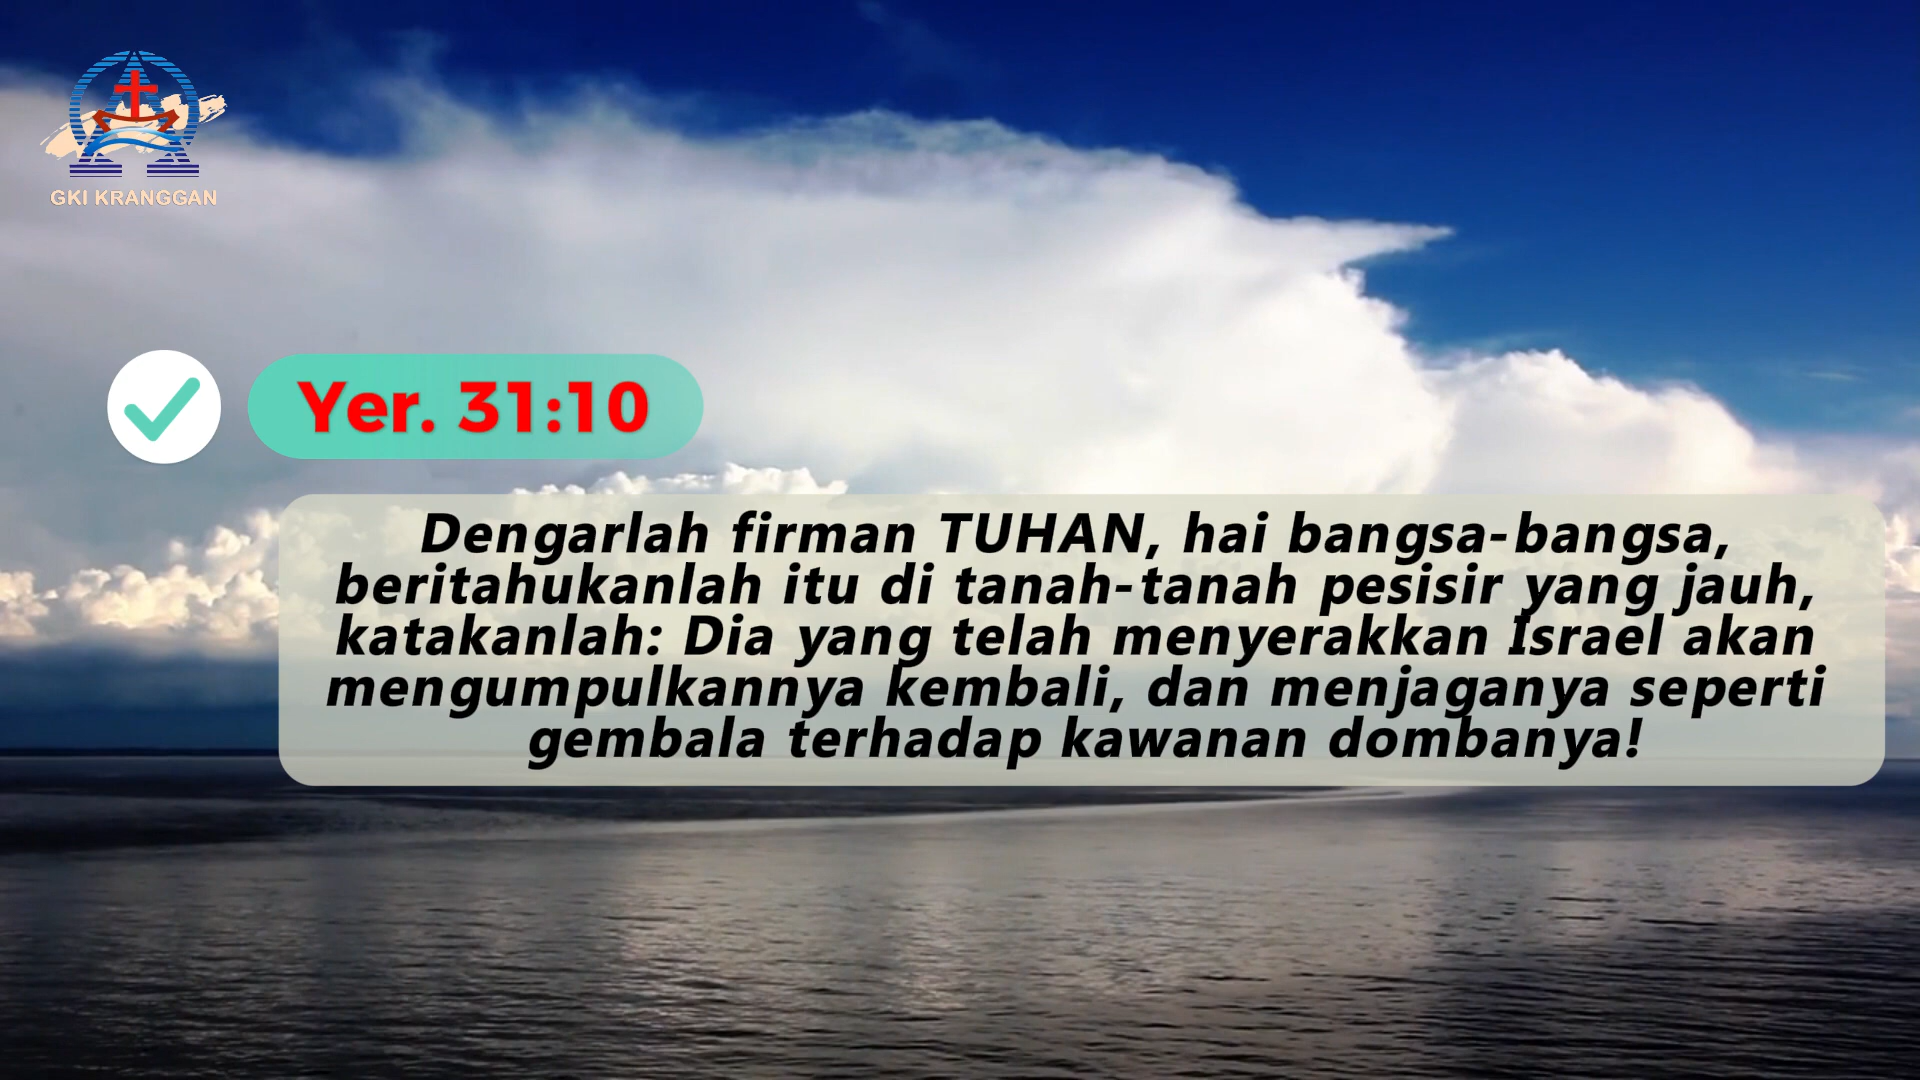 GKI KRANGGAN
Yer. 31:10
Dengarlah firman TUHAN, hai bangsa-bangsa,
beritahukanlah itu di tanah-tanah pesisir yang jauh,
katakanlah: Dia yang telah menyerakkan Israel akan
mengumpulkannya kembali, dan menjaganya seperti
gembala terhadap kawanan dombanya!